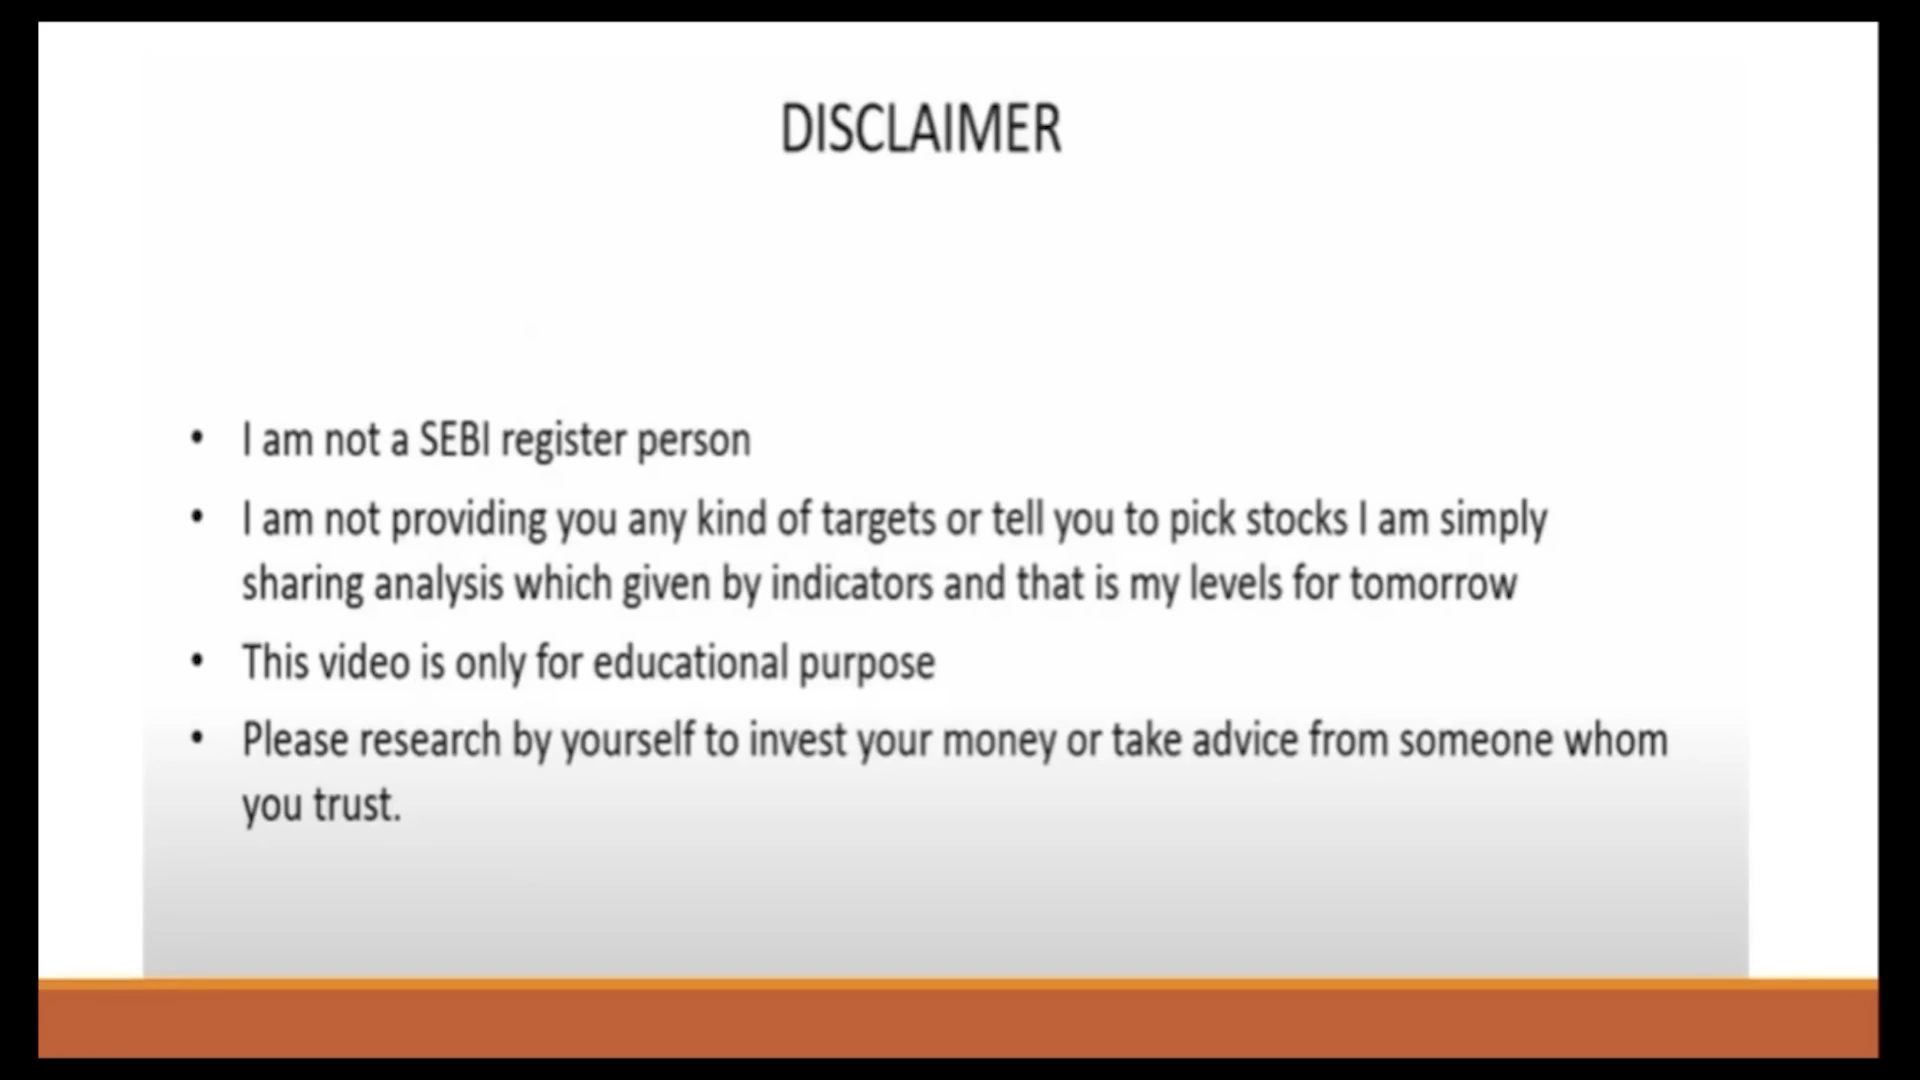 DISCLAIMER
• I am not a SEBI register person
• I am not providing you any kind of targets or tell you to pick stocks I am simply
sharing analysis which given by indicators and that is my levels for tomorrow
• This video is only for educational purpose
• Please research by yourself to invest your money or take advice from someone whom
you trust.